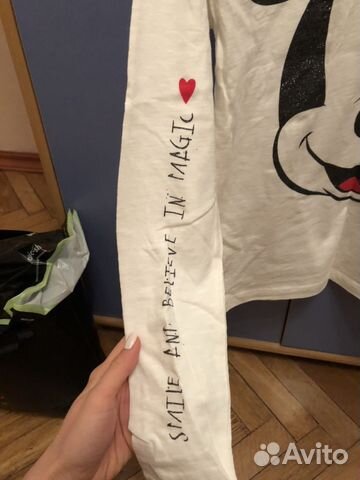 SMILE AND BELIEVE IN MAGIC
Avito